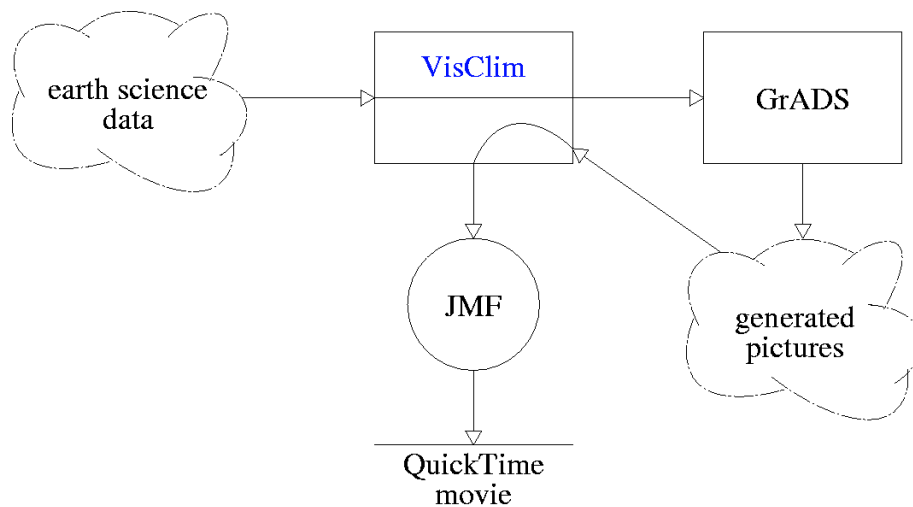 earth science
data
VisClim
GrADS
JMF
generated
pictures
QuickTime
movie